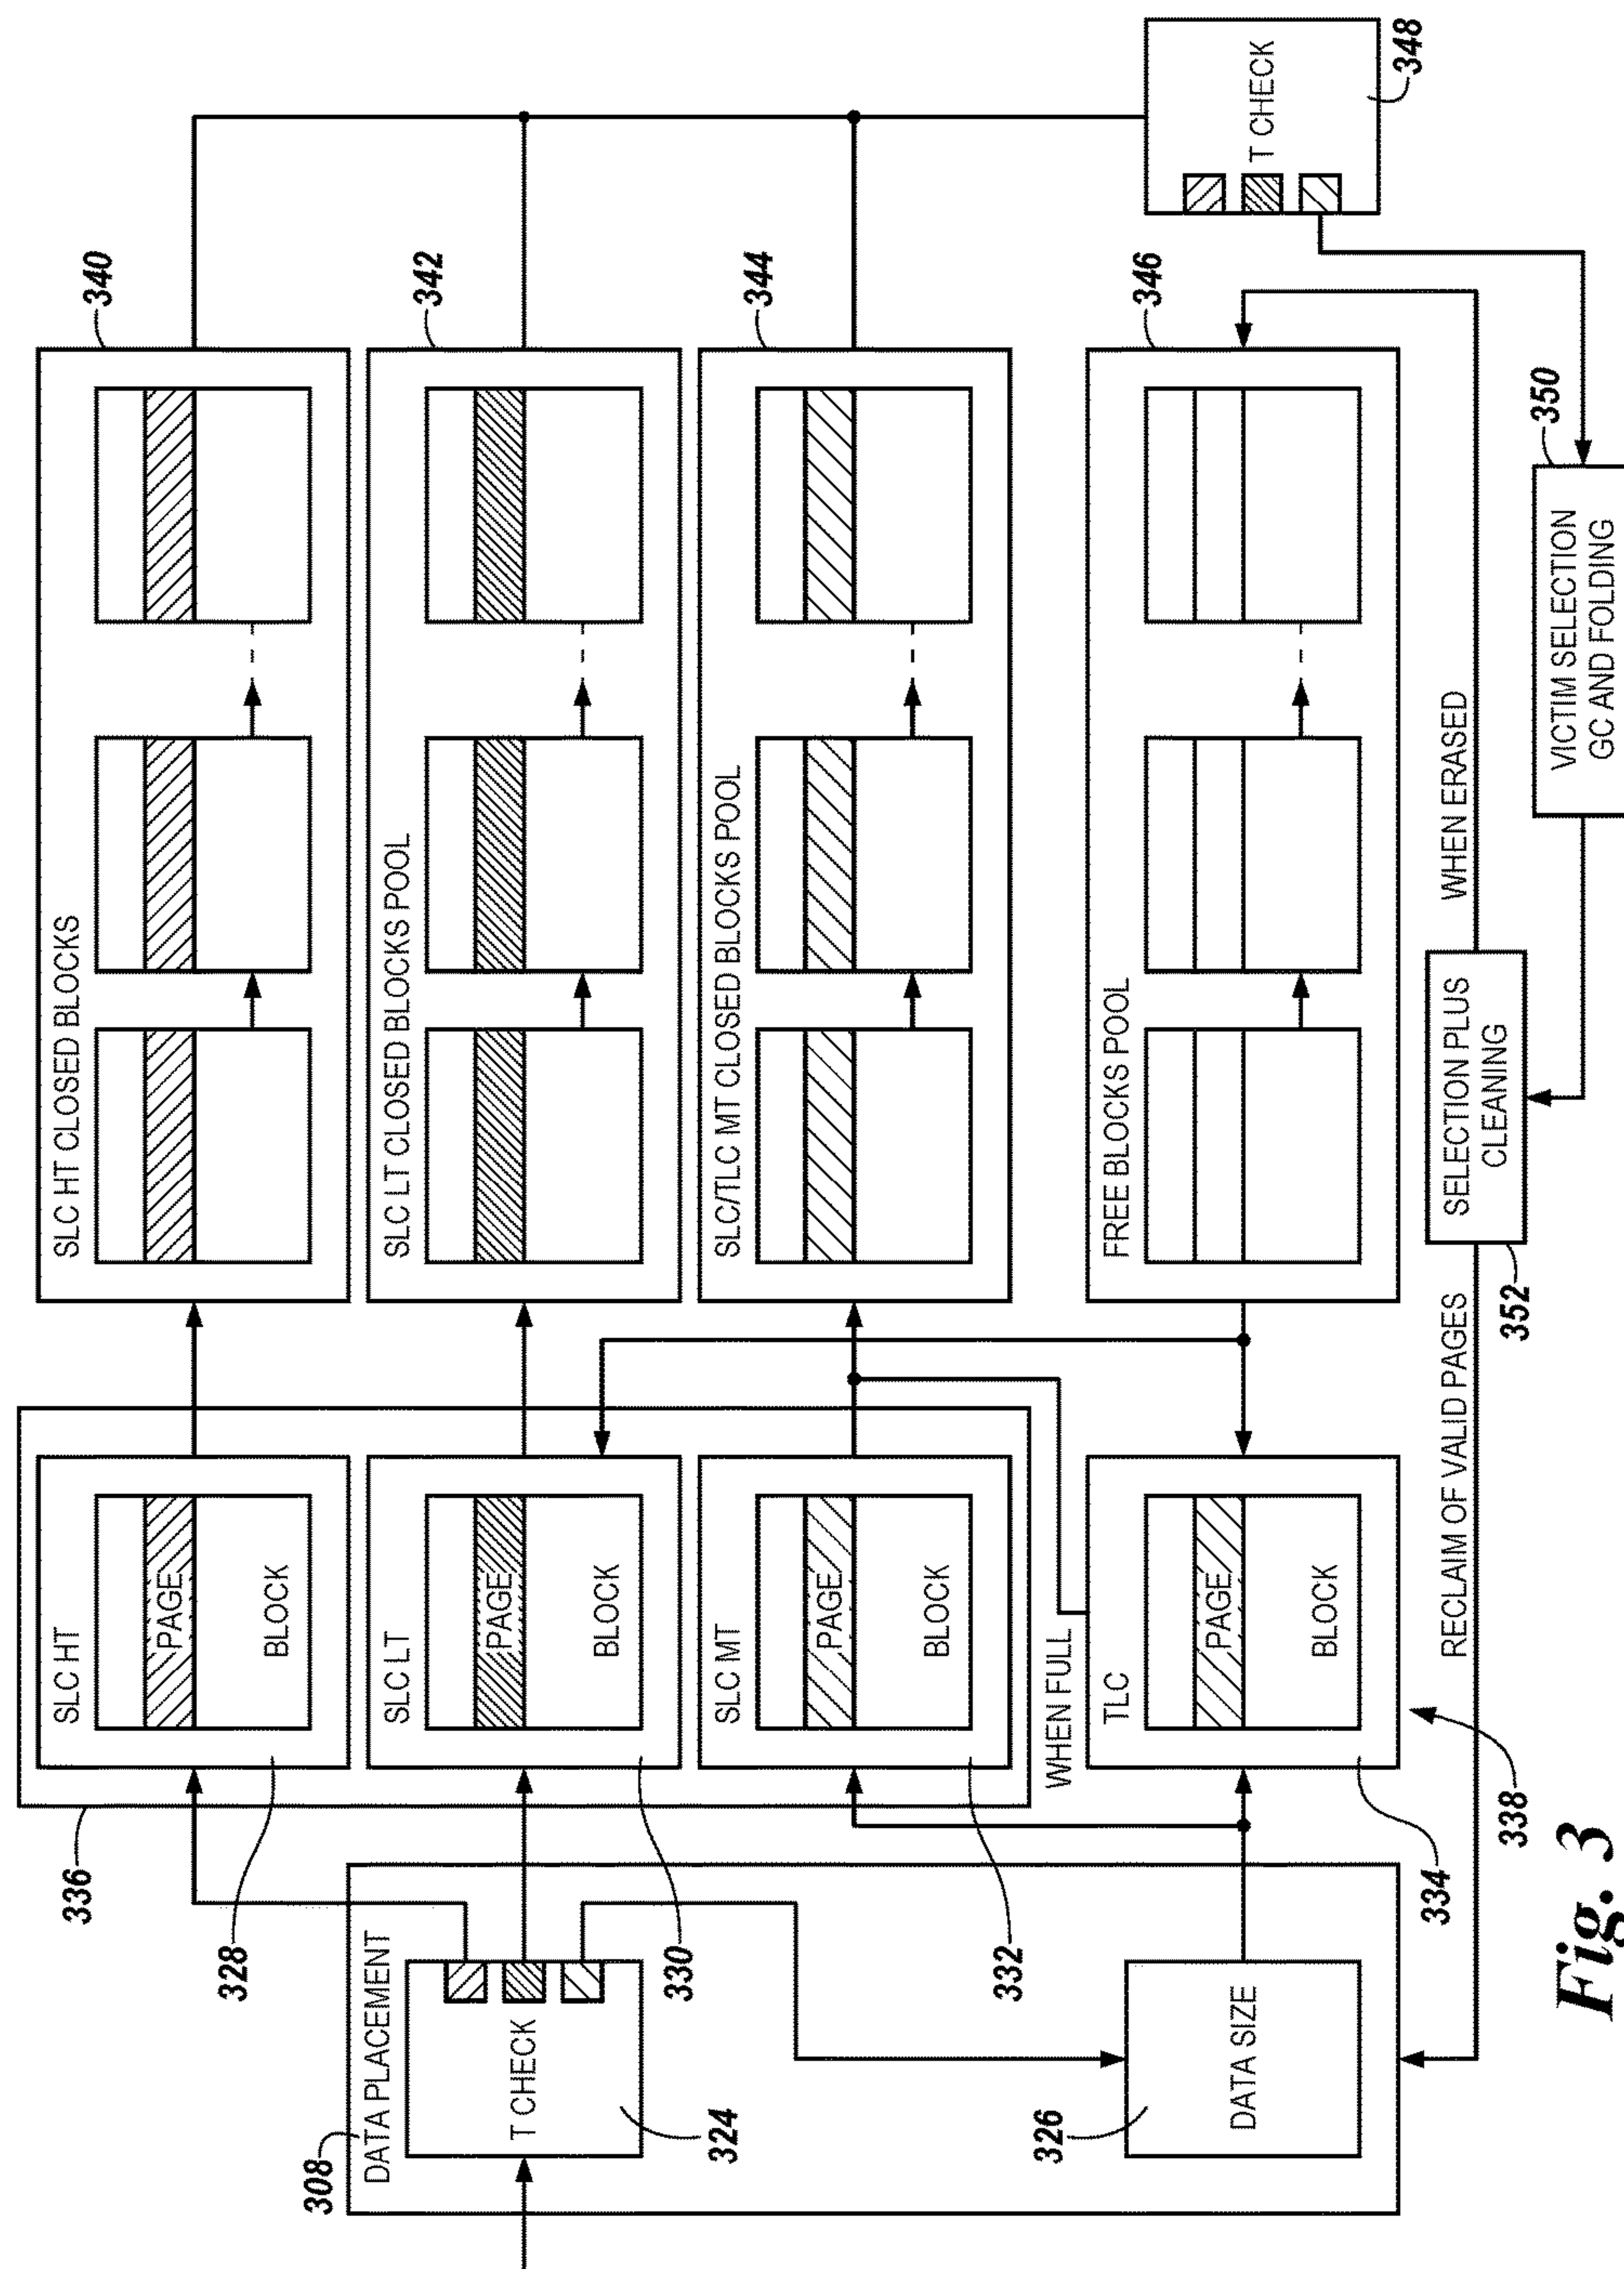 308
DATA PLACEMENT
T CHECK
324
326
DATA SIZE
336
SLC HT
PAGE
BLOCK
328
SLC LT
PAGE
BLOCK
330
SLC MT
PAGE
BLOCK
332
WHEN FULL
TLC
PAGE
BLOCK
334
338
SLC HT CLOSED BLOCKS
340
SLC LT CLOSED BLOCKS POOL
342
SLC/TLC MT CLOSED BLOCKS POOL
344
FREE BLOCKS POOL
346
T CHECK
348
RECLAIM OF VALID PAGES
SELECTION PLUS
CLEANING
352
WHEN ERASED
VICTIM SELECTION
GC AND FOLDING
350
Fig. 3